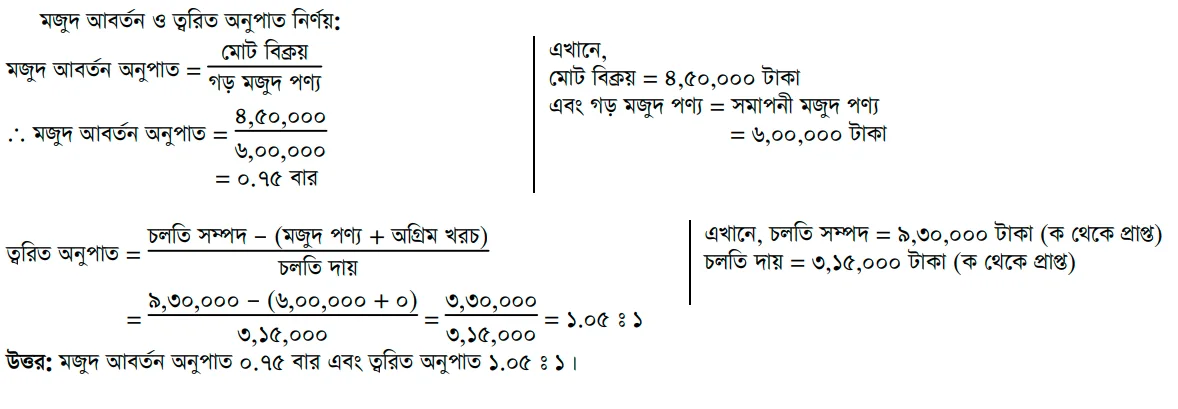 মজুদ আবর্তন ও ত্বরিত অনুপাত নির্ণয়:
মজুদ আবর্তন অনুপাত = মোট বিক্রয় / গড় মজুদ পণ্য
∴ মজুদ আবর্তন অনুপাত = ৪,৫০,০০০ / ৬,০০,০০০
= ০.৭৫ বার
এখানে,
মোট বিক্রয় = ৪,৫০,০০০ টাকা
এবং গড় মজুদ পণ্য = সমাপনী মজুদ পণ্য
= ৬,০০,০০০ টাকা
ত্বরিত অনুপাত = চলতি সম্পদ – (মজুদ পণ্য + অগ্রিম খরচ) / চলতি দায়
= ৯,৩০,০০০ – (৬,০০,০০০ + ০) / ৩,১৫,০০০ = ৩,৩০,০০০ / ৩,১৫,০০০ = ১.০৫ ঃ ১
এখানে, চলতি সম্পদ = ৯,৩০,০০০ টাকা (ক থেকে প্রাপ্ত)
চলতি দায় = ৩,১৫,০০০ টাকা (ক থেকে প্রাপ্ত)
উত্তর: মজুদ আবর্তন অনুপাত ০.৭৫ বার এবং ত্বরিত অনুপাত ১.০৫ ঃ ১।